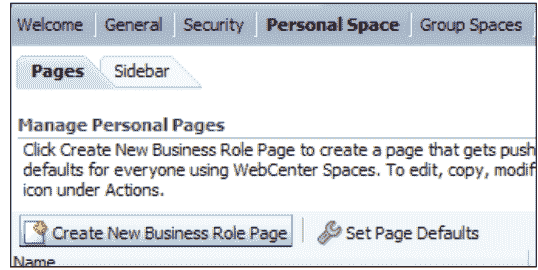 Welcome General Security Personal Space Group Spaces
Pages Sidebar
Manage Personal Pages
Click Create New Business Role Page to create a page that gets push
defaults for everyone using WebCenter Spaces. To edit, copy, modif
icon under Actions.
Create New Business Role Page Set Page Defaults
Name